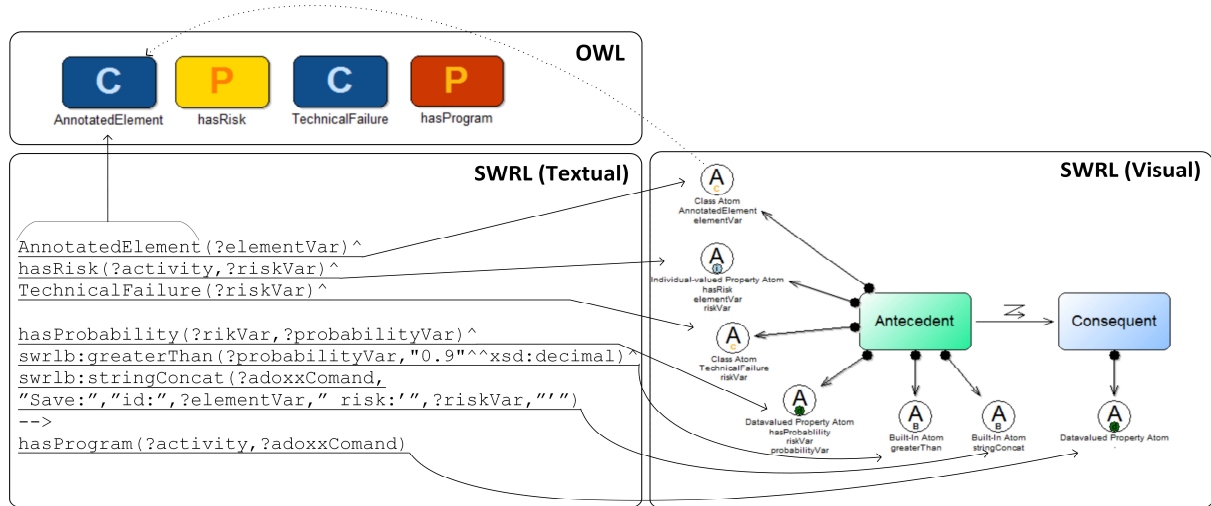 OWL
C
P
C
P
AnnotatedElement
hasRisk
TechnicalFailure
hasProgram
SWRL (Textual)
AnnotatedElement(?elementVar)^
hasRisk(?activity,?riskVar)^
TechnicalFailure(?riskVar)^
hasProbability(?rikVar,?probabilityVar)^
swrlb:greaterThan(?probabilityVar,"0.9"^^xsd:decimal)^
swrlb:stringConcat(?adoxxComand,
"Save:","id:",?elementVar," risk:'",?riskVar,"'")
-->
hasProgram(?activity,?adoxxComand)
SWRL (Visual)
A
C
Class Atom
AnnotatedElement
elementVar
A
I
Individual-valued Property Atom
hasRisk
elementVar
riskVar
A
C
Class Atom
TechnicalFailure
riskVar
Antecedent
Consequent
A
Datavalued Property Atom
hasProbablility
riskVar
probabilityVar
A
B
Built-In Atom
greaterThan
A
B
Built-In Atom
stringConcat
A
Datavalued Property Atom